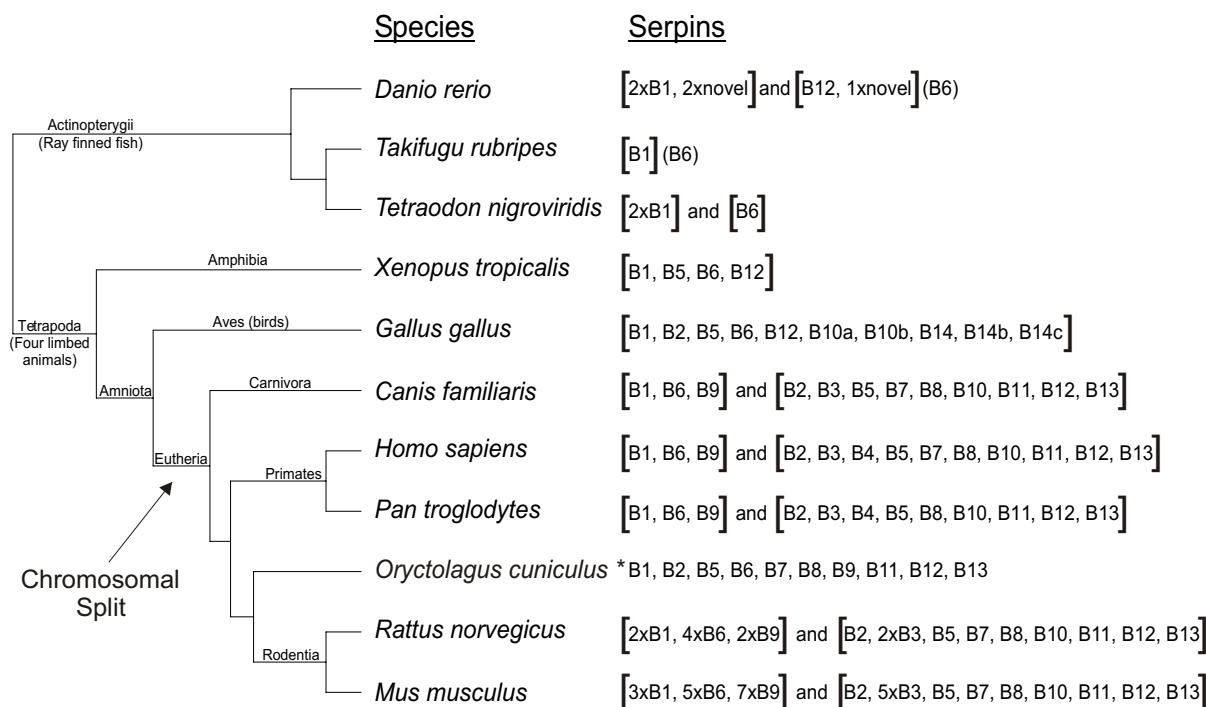 Species Serpins
Danio rerio [2xB1, 2xnovel] and [B12, 1xnovel] (B6)
Actinopterygii
(Ray finned fish)
Takifugu rubripes [B1] (B6)
Tetraodon nigroviridis [2xB1] and [B6]
Amphibia
Xenopus tropicalis [B1, B5, B6, B12]
Tetrapoda
(Four limbed
animals)
Aves (birds)
Gallus gallus [B1, B2, B5, B6, B12, B10a, B10b, B14, B14b, B14c]
Amniota
Carnivora
Canis familiaris [B1, B6, B9] and [B2, B3, B5, B7, B8, B10, B11, B12, B13]
Eutheria
Homo sapiens [B1, B6, B9] and [B2, B3, B4, B5, B7, B8, B10, B11, B12, B13]
Primates
Pan troglodytes [B1, B6, B9] and [B2, B3, B4, B5, B8, B10, B11, B12, B13]
Chromosomal
Split
Oryctolagus cuniculus *B1, B2, B5, B6, B7, B8, B9, B11, B12, B13
Rattus norvegicus [2xB1, 4xB6, 2xB9] and [B2, 2xB3, B5, B7, B8, B10, B11, B12, B13]
Rodentia
Mus musculus [3xB1, 5xB6, 7xB9] and [B2, 5xB3, B5, B7, B8, B10, B11, B12, B13]